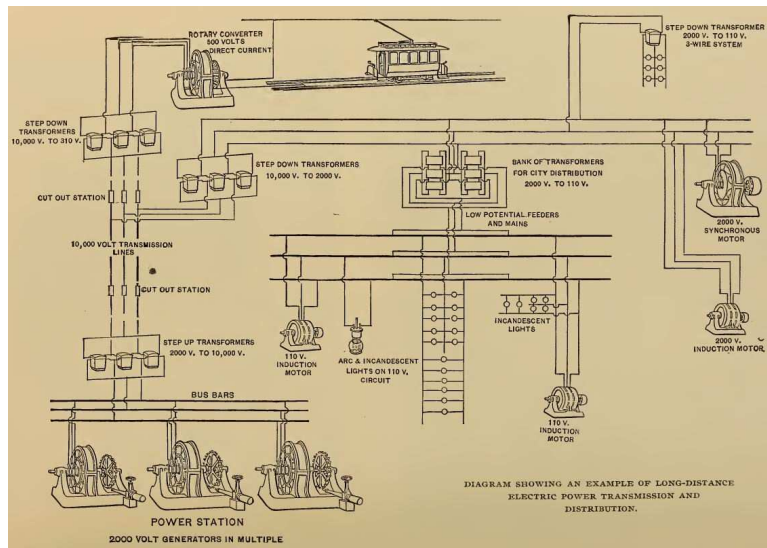 ROTARY CONVERTER
500 VOLTS
DIRECT CURRENT
STEP DOWN TRANSFORMER
2000 V. TO 110 V.
3-WIRE SYSTEM
STEP DOWN
TRANSFORMERS
10,000 V. TO 310 V.
STEP DOWN TRANSFORMERS
10,000 V. TO 2000 V.
BANK OF TRANSFORMERS
FOR CITY DISTRIBUTION
2000 V. TO 110 V.
CUT OUT STATION
LOW POTENTIAL FEEDERS
AND MAINS
2000 V.
SYNCHRONOUS
MOTOR
10,000 VOLT TRANSMISSION
LINES
CUT OUT STATION
INCANDESCENT
LIGHTS
STEP UP TRANSFORMERS
2000 V. TO 10,000 V.
110 V.
INDUCTION
MOTOR
ARC & INCANDESCENT
LIGHTS ON 110 V.
CIRCUIT
2000 V.
INDUCTION MOTOR.
BUS BARS
110 V.
INDUCTION
MOTOR
POWER STATION
2000 VOLT GENERATORS IN MULTIPLE
DIAGRAM SHOWING AN EXAMPLE OF LONG-DISTANCE
ELECTRIC POWER TRANSMISSION AND
DISTRIBUTION.